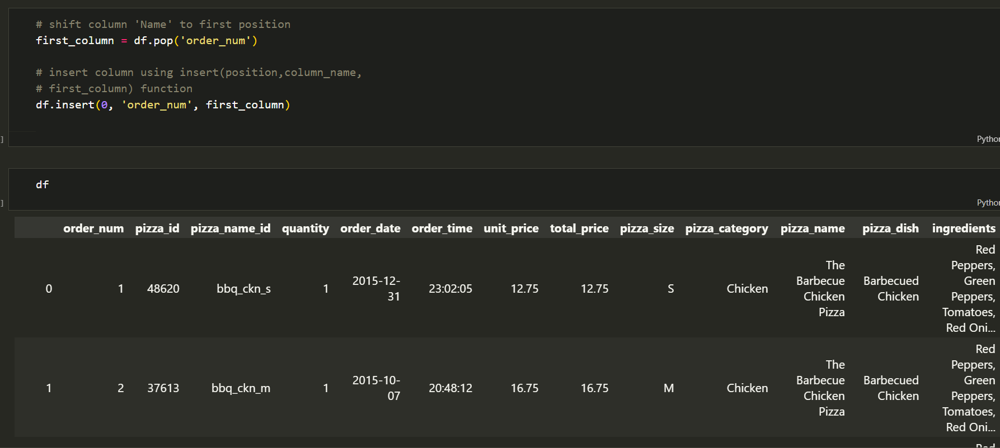 # shift column 'Name' to first position
first_column = df.pop('order_num')
# insert column using insert(position,column_name,
# first_column) function
df.insert(0, 'order_num', first_column)
]
Pytho
df
]
Pytho
order_num pizza_id pizza_name_id quantity order_date order_time unit_price total_price pizza_size pizza_category pizza_name pizza_dish ingredients
0 1 48620 bbq_ckn_s 1 2015-12-31 23:02:05 12.75 12.75 S Chicken The Barbecue Chicken Pizza Barbecued Chicken Red Peppers, Green Peppers, Tomatoes, Red Oni...
1 2 37613 bbq_ckn_m 1 2015-10-07 20:48:12 16.75 16.75 M Chicken The Barbecue Chicken Pizza Barbecued Chicken Red Peppers, Green Peppers, Tomatoes, Red Oni...